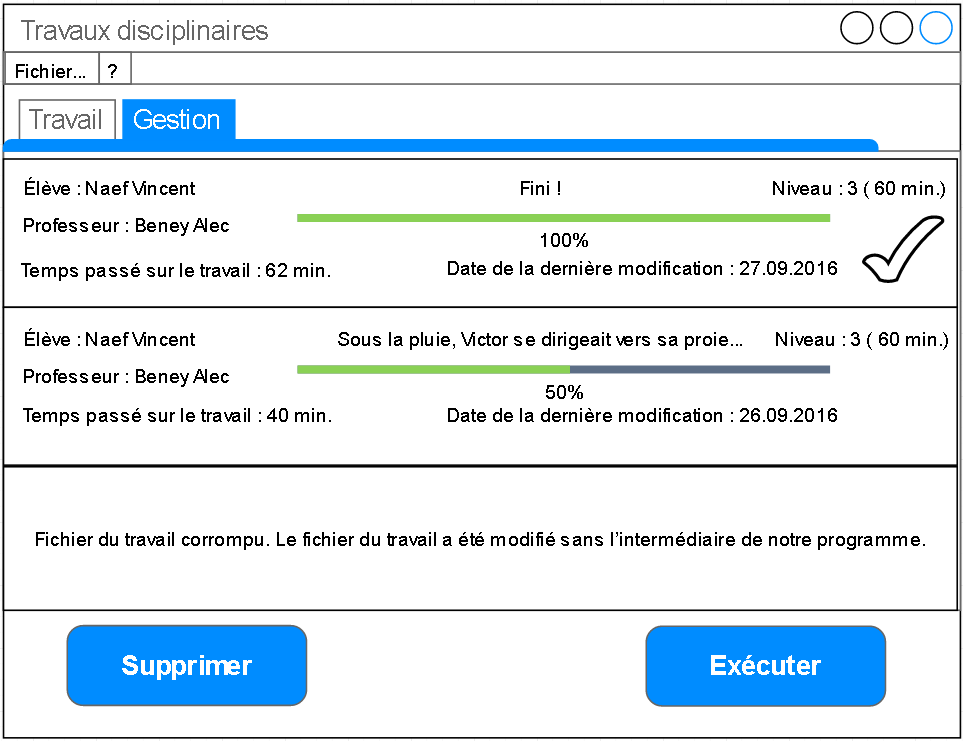 Travaux disciplinaires
Fichier... ?
Travail Gestion
Élève : Naef Vincent Fini ! Niveau : 3 ( 60 min.)
Professeur : Beney Alec
100%
Temps passé sur le travail : 62 min. Date de la dernière modification : 27.09.2016
Élève : Naef Vincent Sous la pluie, Victor se dirigeait vers sa proie... Niveau : 3 ( 60 min.)
Professeur : Beney Alec
50%
Temps passé sur le travail : 40 min. Date de la dernière modification : 26.09.2016
Fichier du travail corrompu. Le fichier du travail a été modifié sans l’intermédiaire de notre programme.
Supprimer Exécuter